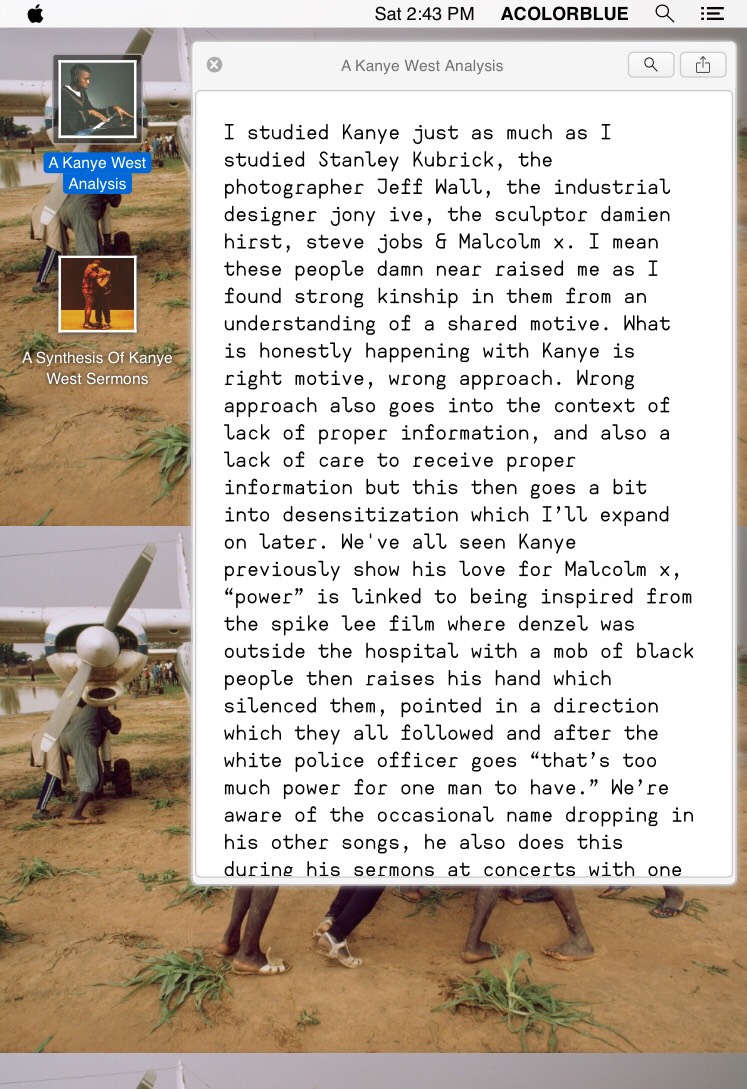 Sat 2:43 PM ACOLORBLUE
A Kanye West Analysis
A Kanye West
Analysis
A Synthesis Of Kanye
West Sermons
I studied Kanye just as much as I
studied Stanley Kubrick, the
photographer Jeff Wall, the industrial
designer jony ive, the sculptor damien
hirst, steve jobs & Malcolm x. I mean
these people damn near raised me as I
found strong kinship in them from an
understanding of a shared motive. What
is honestly happening with Kanye is
right motive, wrong approach. Wrong
approach also goes into the context of
lack of proper information, and also a
lack of care to receive proper
information but this then goes a bit
into desensitization which I’ll expand
on later. We've all seen Kanye
previously show his love for Malcolm x,
“power” is linked to being inspired from
the spike lee film where denzel was
outside the hospital with a mob of black
people then raises his hand which
silenced them, pointed in a direction
which they all followed and after the
white police officer goes “that’s too
much power for one man to have.” We’re
aware of the occasional name dropping in
his other songs, he also does this
during his sermons at concerts with one